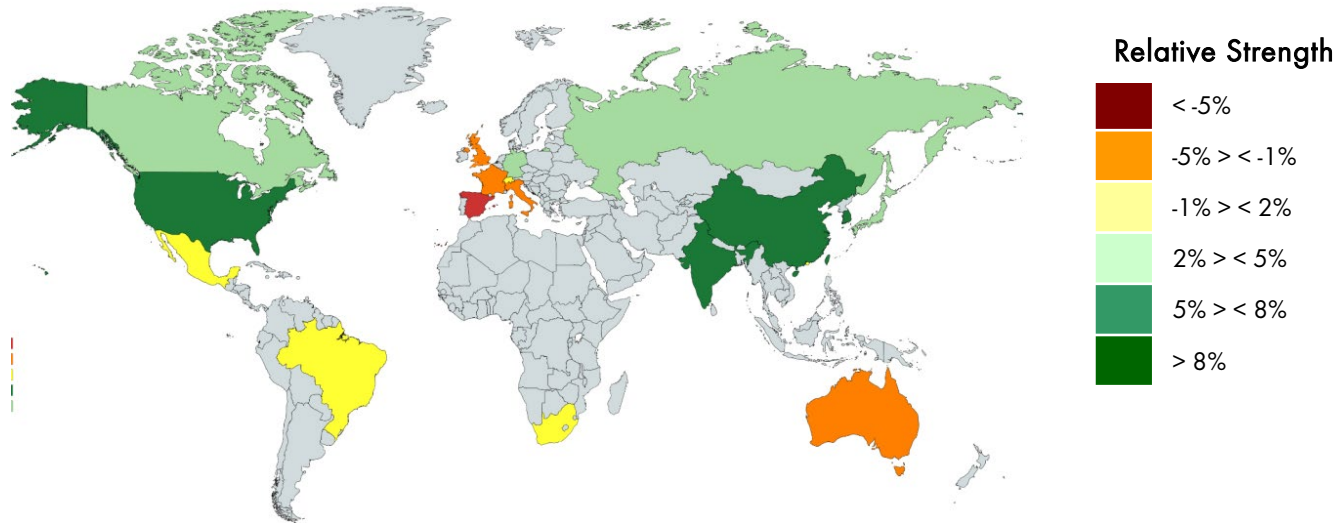 Relative Strength
< -5%
-5% > < -1%
-1% > < 2%
2% > < 5%
5% > < 8%
> 8%